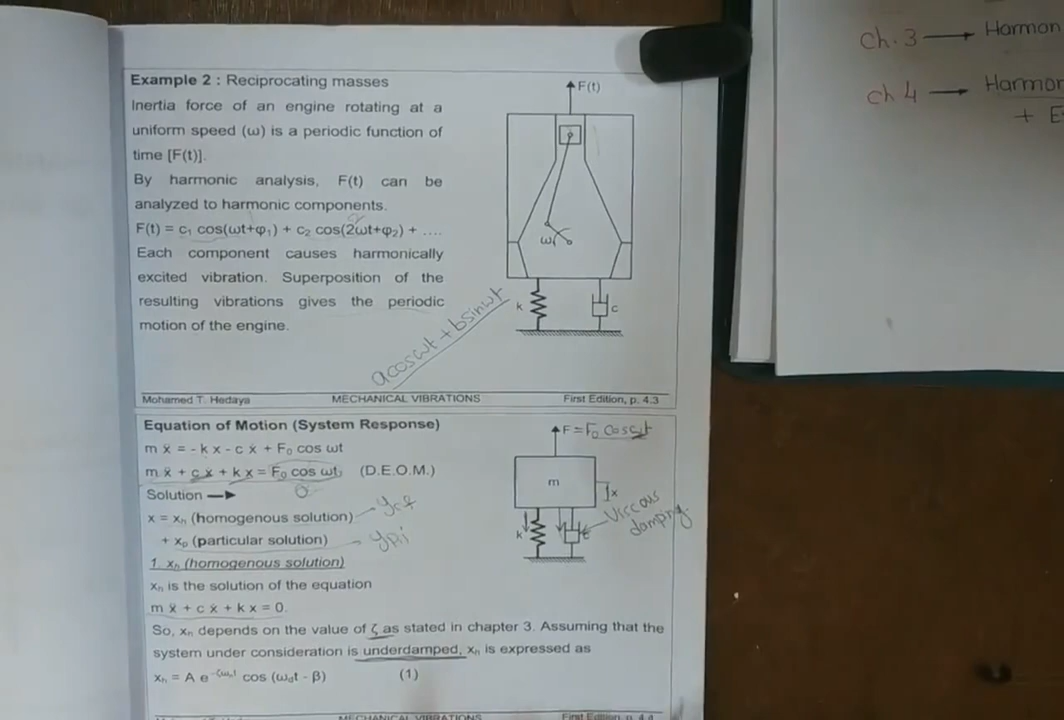 Ch. 3 → Harmon
Ch 4 → Harmon
+ E
Example 2 : Reciprocating masses
Inertia force of an engine rotating at a
uniform speed (ω) is a periodic function of
time [F(t)].
By harmonic analysis, F(t) can be
analyzed to harmonic components.
F(t) = c₁ cos(ωt+φ₁) + c₂ cos(2ωt+φ₂) + ....
Each component causes harmonically
excited vibration. Superposition of the
resulting vibrations gives the periodic
motion of the engine.
F(t)
ω
k
c
a cos ωt + b sin ωt
Mohamed T. Hedaya MECHANICAL VIBRATIONS First Edition, p. 4.3
Equation of Motion (System Response)
m ẍ = - k x - c ẋ + F₀ cos ωt
m ẍ + c ẋ + k x = F₀ cos ωt (D.E.O.M.)
0
Solution →
x = xₕ (homogenous solution) → yc.f
+ xₚ (particular solution) yp.i
1. xₕ (homogenous solution)
xₕ is the solution of the equation
m ẍ + c ẋ + k x = 0.
So, xₕ depends on the value of ζ as stated in chapter 3. Assuming that the
system under consideration is underdamped, xₕ is expressed as
xₕ = A e^(-ζωₙt) cos (ω_d t - β) (1)
F = F₀ cos ωt
m
x
k
c
Viscous
damping.
MECHANICAL VIBRATIONS First Edition, p. 4.4